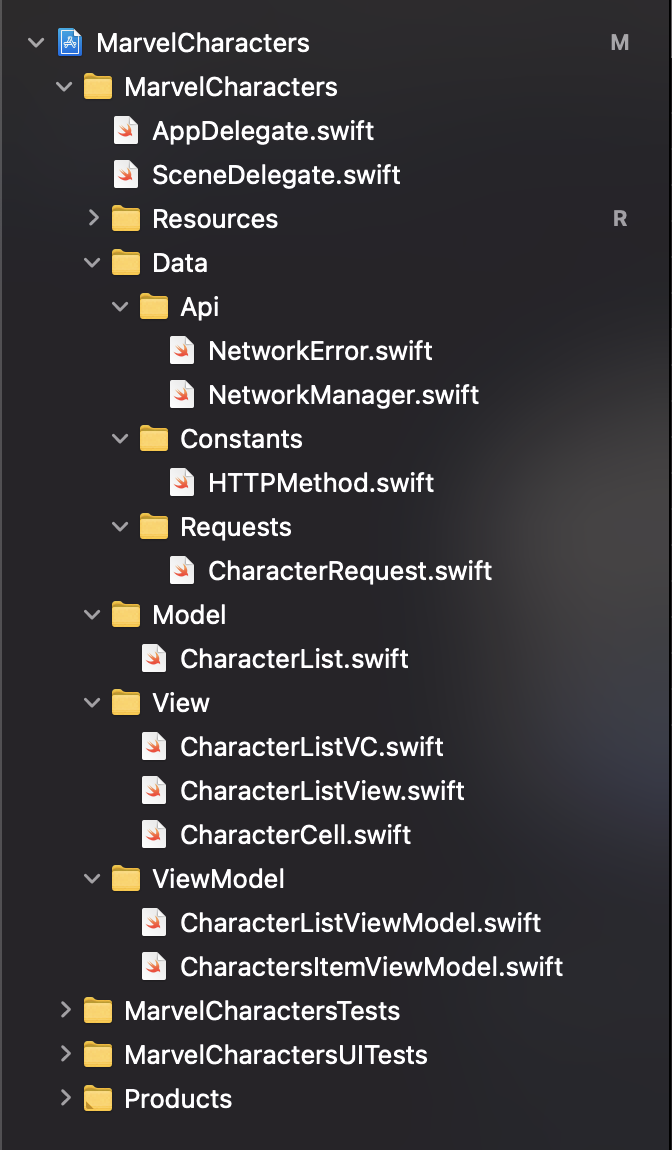 MarvelCharacters M
MarvelCharacters
AppDelegate.swift
SceneDelegate.swift
Resources R
Data
Api
NetworkError.swift
NetworkManager.swift
Constants
HTTPMethod.swift
Requests
CharacterRequest.swift
Model
CharacterList.swift
View
CharacterListVC.swift
CharacterListView.swift
CharacterCell.swift
ViewModel
CharacterListViewModel.swift
CharactersItemViewModel.swift
MarvelCharactersTests
MarvelCharactersUITests
Products